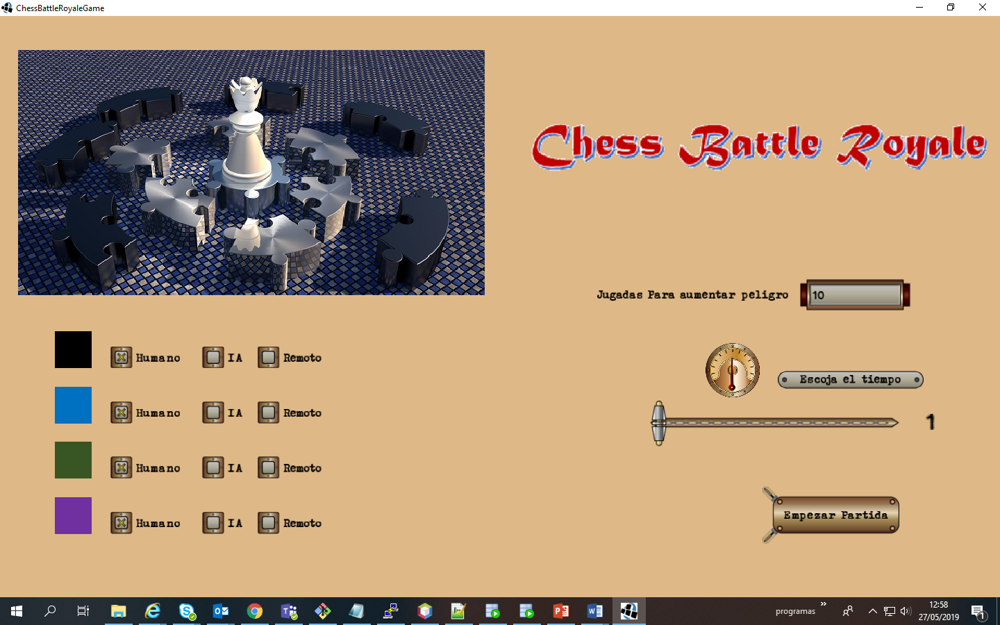 ChessBattleRoyaleGame
Chess Battle Royale
Jugadas Para aumentar peligro 10
Humano IA Remoto
Escoja el tiempo
Humano IA Remoto
1
Humano IA Remoto
Humano IA Remoto
Empezar Partida
programas »
12:58
27/05/2019
1